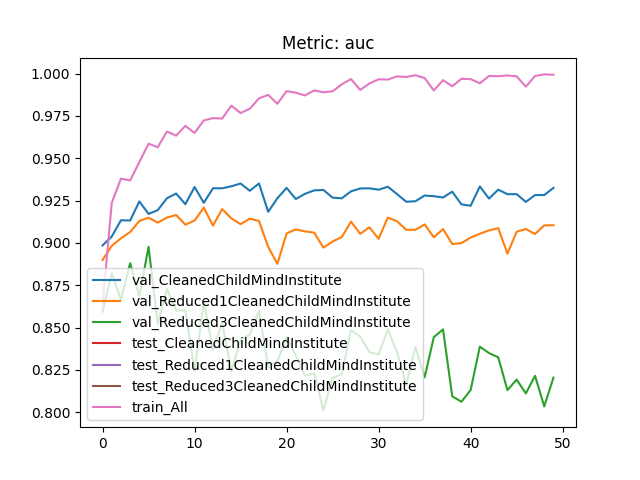 Metric: auc
1.000
0.975
0.950
0.925
0.900
0.875
0.850
0.825
0.800
val_CleanedChildMindInstitute
val_Reduced1CleanedChildMindInstitute
val_Reduced3CleanedChildMindInstitute
test_CleanedChildMindInstitute
test_Reduced1CleanedChildMindInstitute
test_Reduced3CleanedChildMindInstitute
train_All
0 10 20 30 40 50